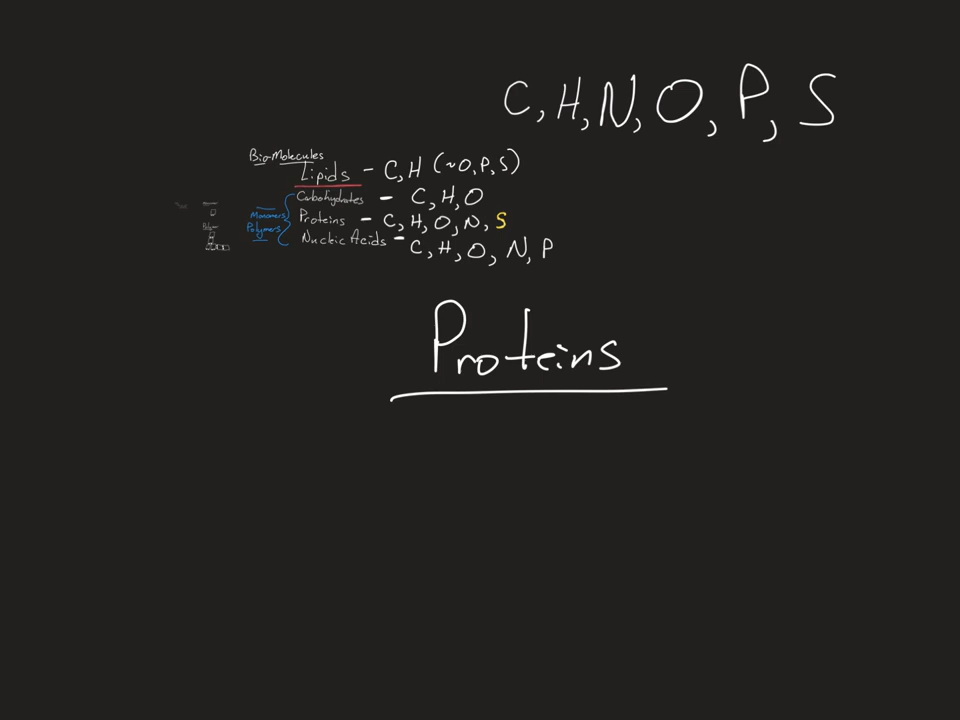 C, H, N, O, P, S
Bio-Molecules
Lipids - C, H (~O, P, S)
Carbohydrates - C, H, O
Monomers
Proteins - C, H, O, N, S
Polymers
Nucleic Acids - C, H, O, N, P
Proteins